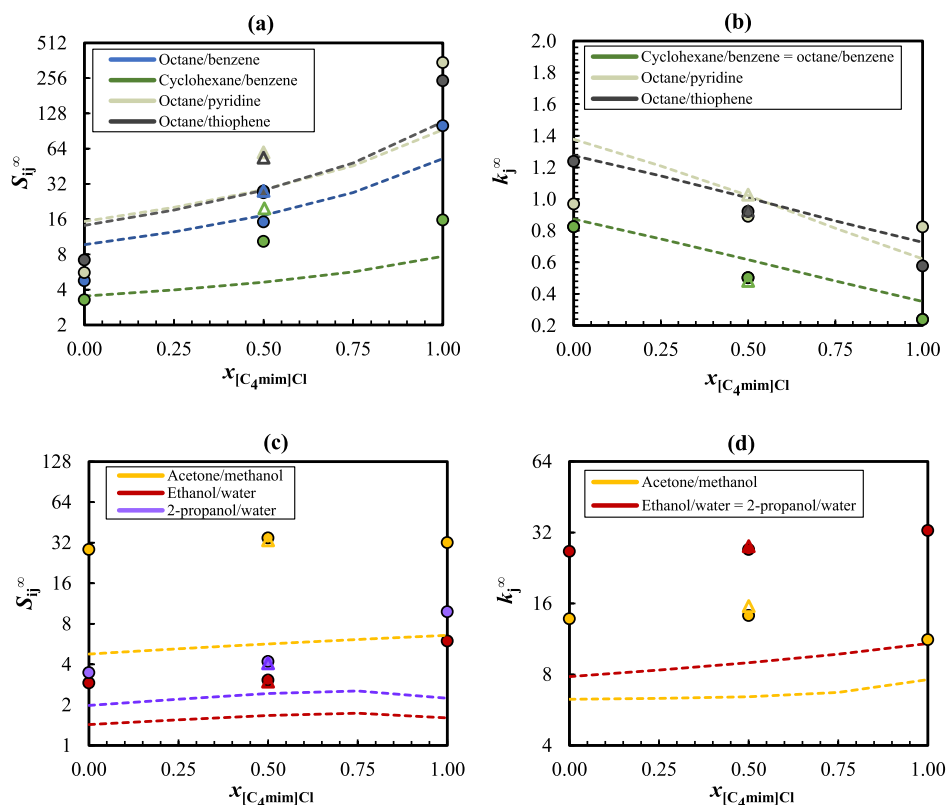 (a)
Octane/benzene
Cyclohexane/benzene
Octane/pyridine
Octane/thiophene
512
256
128
64
32
16
8
4
2
S_ij^∞
0.00 0.25 0.50 0.75 1.00
x_[C₄mim]Cl
(b)
Cyclohexane/benzene = octane/benzene
Octane/pyridine
Octane/thiophene
2.0
1.8
1.6
1.4
1.2
1.0
0.8
0.6
0.4
0.2
k_j^∞
0.00 0.25 0.50 0.75 1.00
x_[C₄mim]Cl
(c)
Acetone/methanol
Ethanol/water
2-propanol/water
128
64
32
16
8
4
2
1
S_ij^∞
0.00 0.25 0.50 0.75 1.00
x_[C₄mim]Cl
(d)
Acetone/methanol
Ethanol/water = 2-propanol/water
64
32
16
8
4
k_j^∞
0.00 0.25 0.50 0.75 1.00
x_[C₄mim]Cl